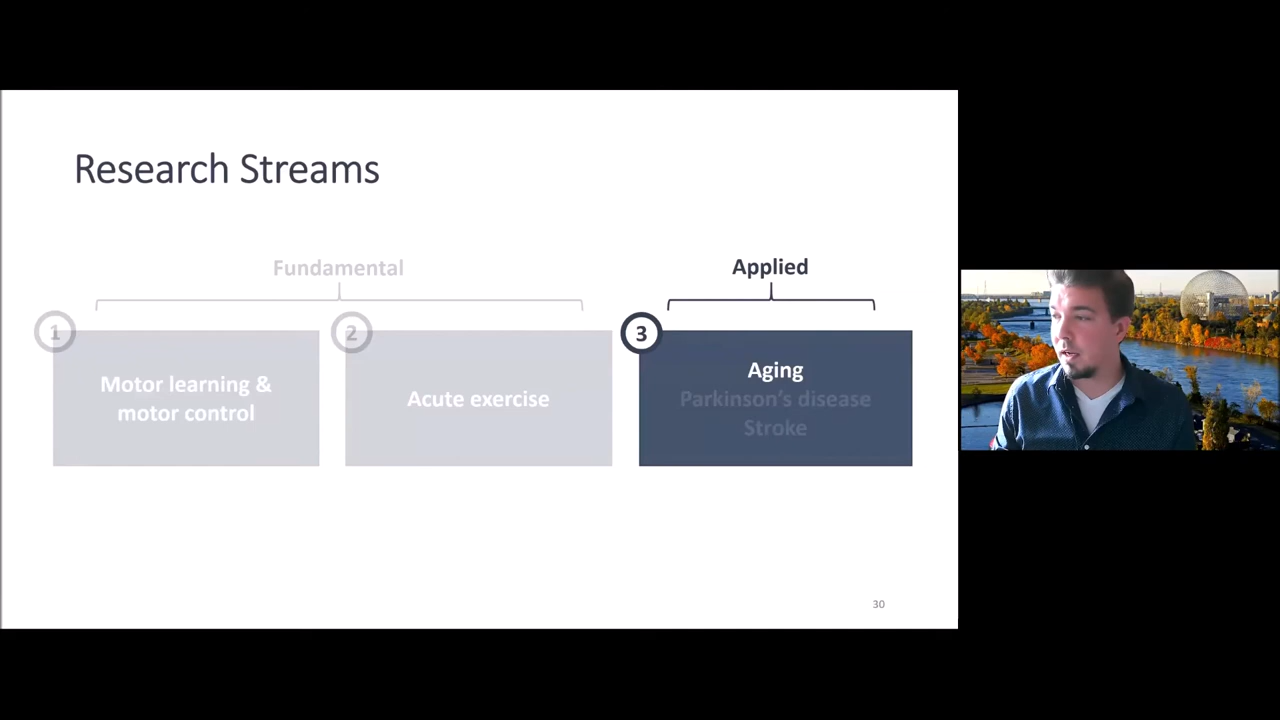 Research Streams
Fundamental
Applied
1
2
3
Motor learning &
motor control
Acute exercise
Aging
Parkinson's disease
Stroke
30